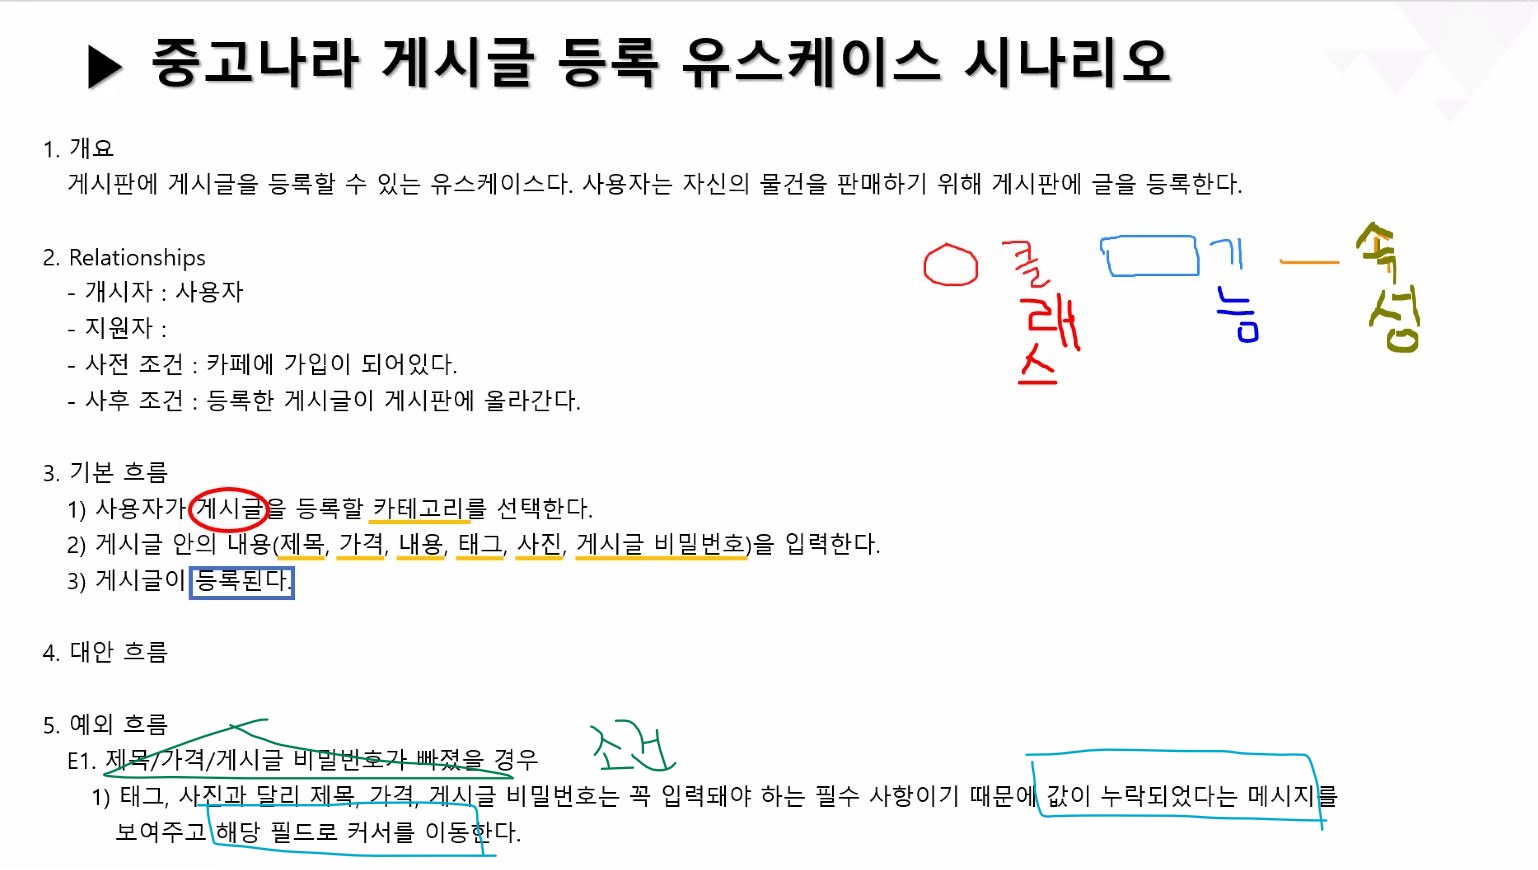 ▶ 중고나라 게시글 등록 유스케이스 시나리오
1. 개요
게시판에 게시글을 등록할 수 있는 유스케이스다. 사용자는 자신의 물건을 판매하기 위해 게시판에 글을 등록한다.
2. Relationships
- 개시자 : 사용자
- 지원자 :
- 사전 조건 : 카페에 가입이 되어있다.
- 사후 조건 : 등록한 게시글이 게시판에 올라간다.
클래스
기능
속성
3. 기본 흐름
1) 사용자가 게시글을 등록할 카테고리를 선택한다.
2) 게시글 안의 내용(제목, 가격, 내용, 태그, 사진, 게시글 비밀번호)을 입력한다.
3) 게시글이 등록된다.
4. 대안 흐름
5. 예외 흐름
E1. 제목/가격/게시글 비밀번호가 빠졌을 경우
조건
1) 태그, 사진과 달리 제목, 가격, 게시글 비밀번호는 꼭 입력돼야 하는 필수 사항이기 때문에 값이 누락되었다는 메시지를
보여주고 해당 필드로 커서를 이동한다.